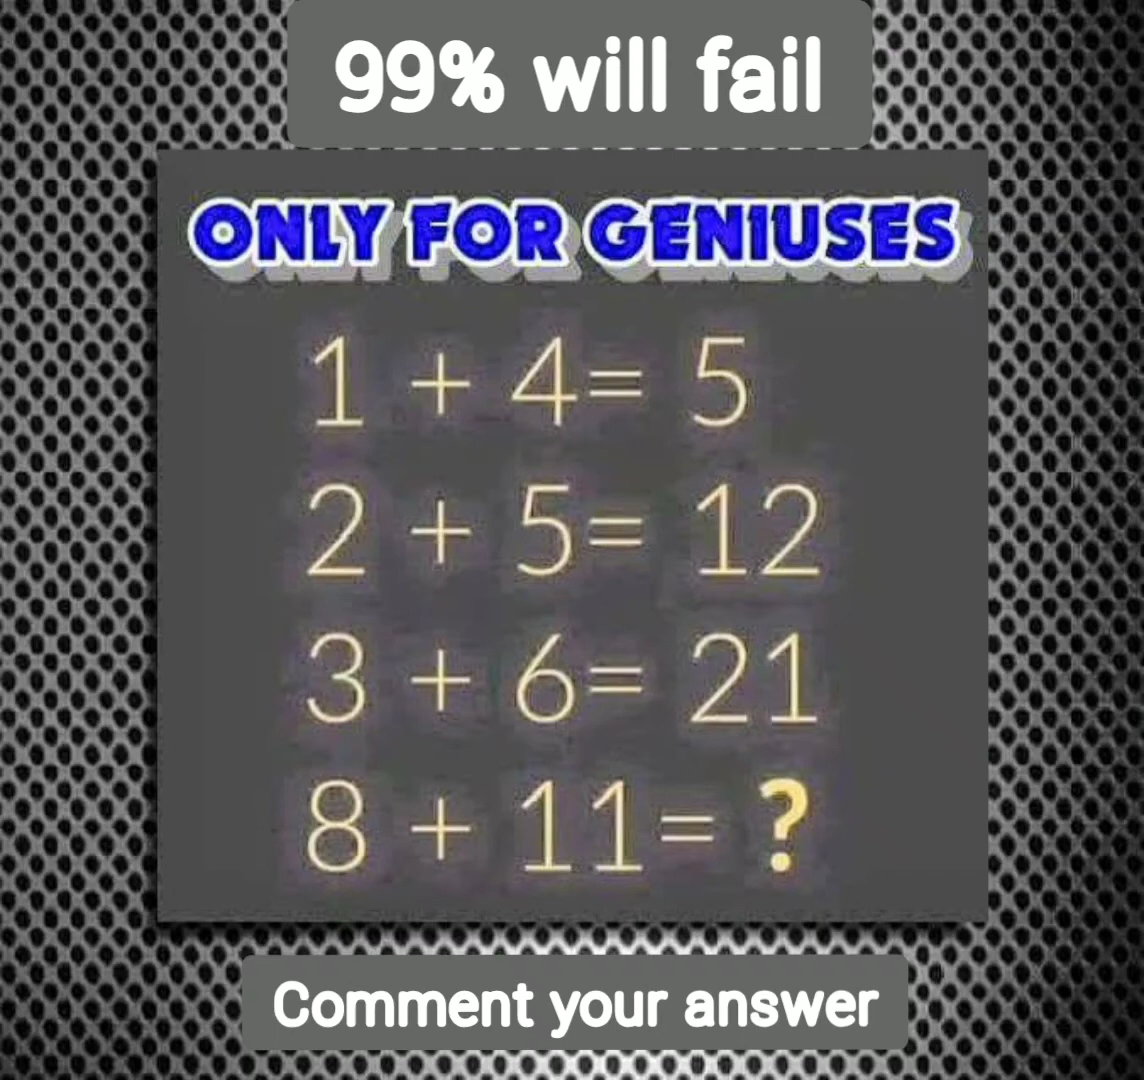 99% will fail
ONLY FOR GENIUSES
1 + 4= 5
2 + 5= 12
3 + 6= 21
8 + 11= ?
Comment your answer